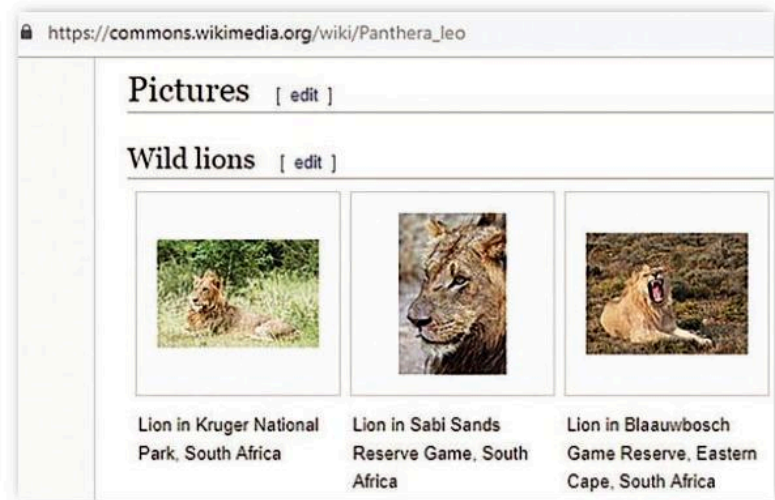 https://commons.wikimedia.org/wiki/Panthera_leo
Pictures [ edit ]
Wild lions [ edit ]
Lion in Kruger National
Park, South Africa
Lion in Sabi Sands
Reserve Game, South
Africa
Lion in Blaauwbosch
Game Reserve, Eastern
Cape, South Africa